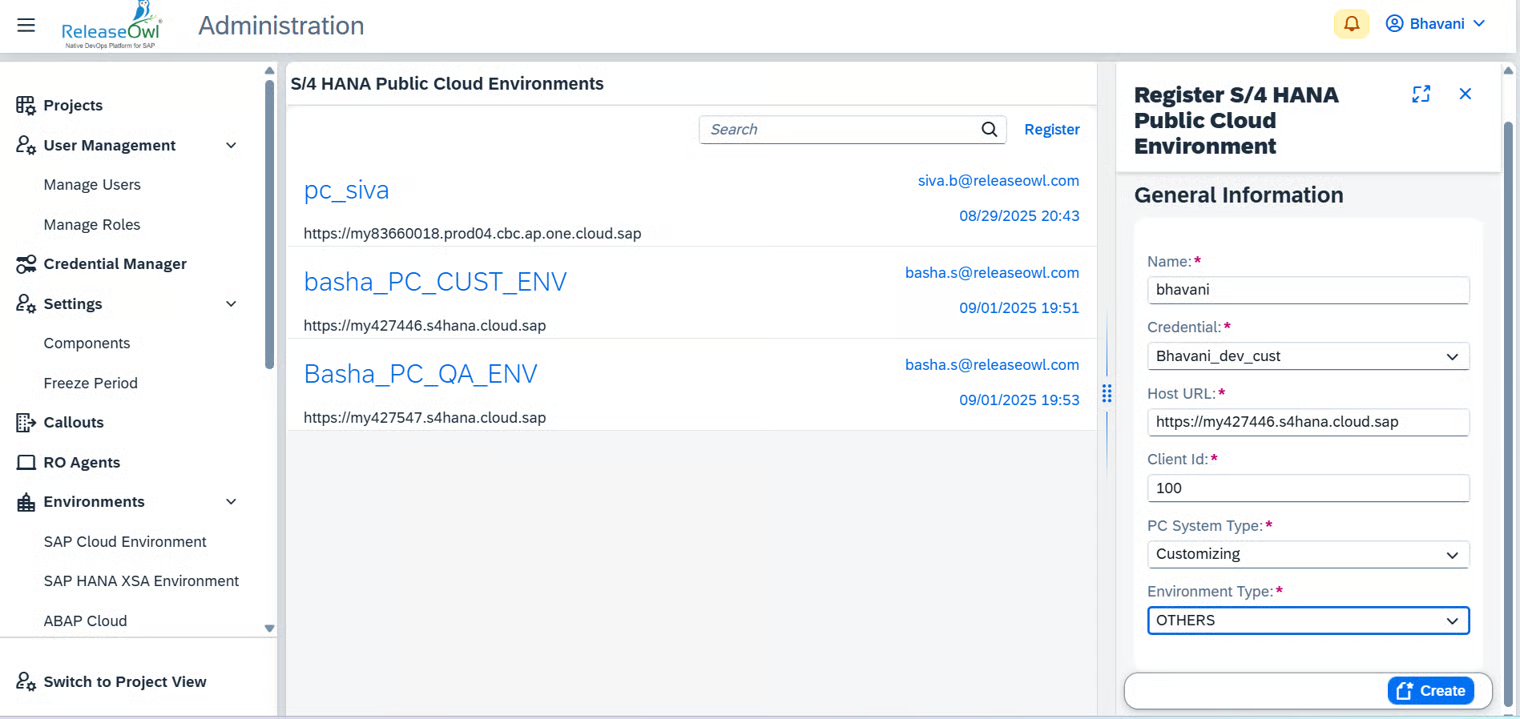 ReleaseOwl
Native DevOps Platform for SAP
Administration
Bhavani
Projects
User Management
Manage Users
Manage Roles
Credential Manager
Settings
Components
Freeze Period
Callouts
RO Agents
Environments
SAP Cloud Environment
SAP HANA XSA Environment
ABAP Cloud
Switch to Project View
S/4 HANA Public Cloud Environments
Search
Register
pc_siva
siva.b@releaseowl.com
08/29/2025 20:43
https://my83660018.prod04.cbc.ap.one.cloud.sap
basha_PC_CUST_ENV
basha.s@releaseowl.com
09/01/2025 19:51
https://my427446.s4hana.cloud.sap
Basha_PC_QA_ENV
basha.s@releaseowl.com
09/01/2025 19:53
https://my427547.s4hana.cloud.sap
Register S/4 HANA
Public Cloud
Environment
General Information
Name:*
bhavani
Credential:*
Bhavani_dev_cust
Host URL:*
https://my427446.s4hana.cloud.sap
Client Id:*
100
PC System Type:*
Customizing
Environment Type:*
OTHERS
Create